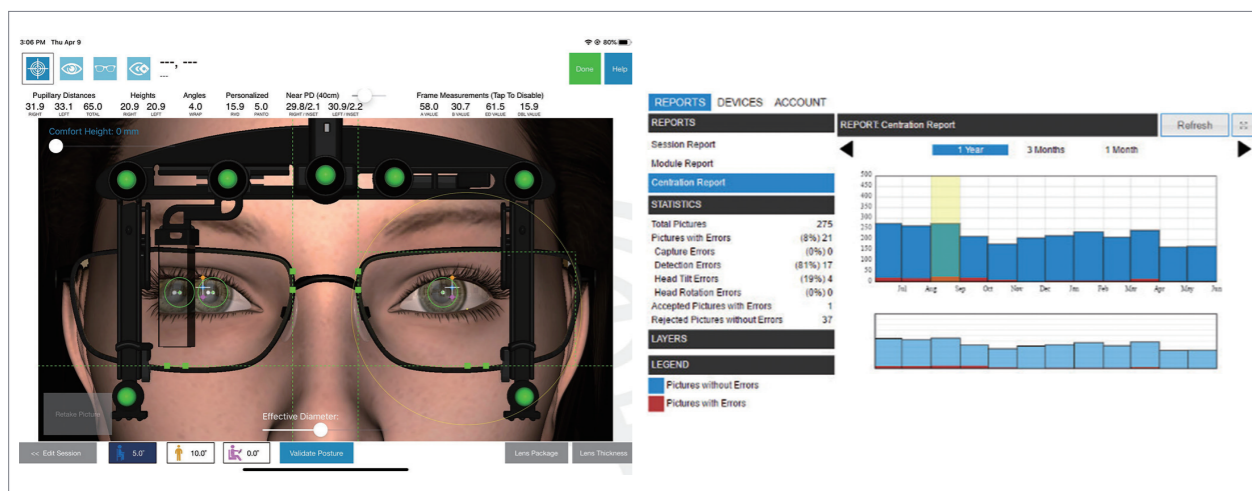 3:06 PM Thu Apr 9
80%
---, ---
---
Done
Help
Pupillary Distances
Heights
Angles
Personalized
Near PD (40cm)
Frame Measurements (Tap To Disable)
31.9 33.1 65.0
20.9 20.9
4.0
15.9 5.0
29.8/2.1 30.9/2.2
58.0 30.7 61.5 15.9
RIGHT LEFT TOTAL
RIGHT LEFT
WRAP
RVD PANTO
RIGHT / INSET LEFT / INSET
A VALUE B VALUE ED VALUE DBL VALUE
Comfort Height: 0 mm
Retake Picture
Effective Diameter:
<< Edit Session
5.0°
10.0°
0.0°
Validate Posture
Lens Package
Lens Thickness
REPORTS DEVICES ACCOUNT
REPORTS
Session Report
Module Report
Centration Report
STATISTICS
Total Pictures 275
Pictures with Errors (8%) 21
Capture Errors (0%) 0
Detection Errors (81%) 17
Head Tilt Errors (19%) 4
Head Rotation Errors (0%) 0
Accepted Pictures with Errors 1
Rejected Pictures without Errors 37
LAYERS
LEGEND
Pictures without Errors
Pictures with Errors
REPORT: Centration Report
Refresh
1 Year 3 Months 1 Month
500
450
400
350
300
250
200
150
100
50
0
Jul Aug Sep Oct Nov Dec Jan Feb Mar Apr May Jun